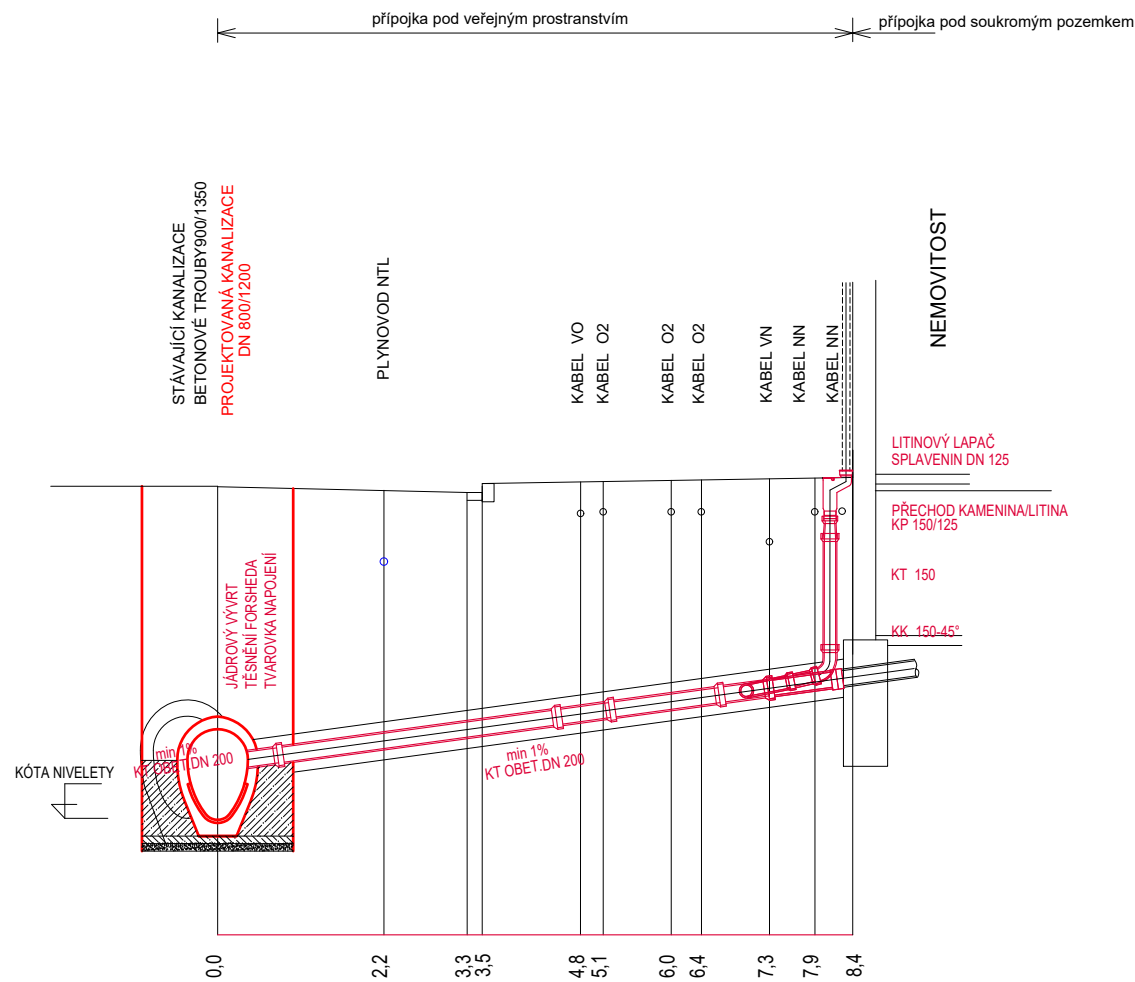 přípojka pod veřejným prostranstvím
přípojka pod soukromým pozemkem
STÁVAJÍCÍ KANALIZACE
BETONOVÉ TROUBY900/1350
PROJEKTOVANÁ KANALIZACE
DN 800/1200
PLYNOVOD NTL
KABEL VO
KABEL O2
KABEL O2
KABEL O2
KABEL VN
KABEL NN
KABEL NN
NEMOVITOST
LITINOVÝ LAPAČ
SPLAVENIN DN 125
PŘECHOD KAMENINA/LITINA
KP 150/125
KT 150
KK 150-45°
JÁDROVÝ VÝVRT
TĚSNĚNÍ FORSHEDA
TVAROVKA NAPOJENÍ
min 1%
KT OBET.DN 200
min 1%
KT OBET.DN 200
KÓTA NIVELETY
0,0
2,2
3,3
3,5
4,8
5,1
6,0
6,4
7,3
7,9
8,4